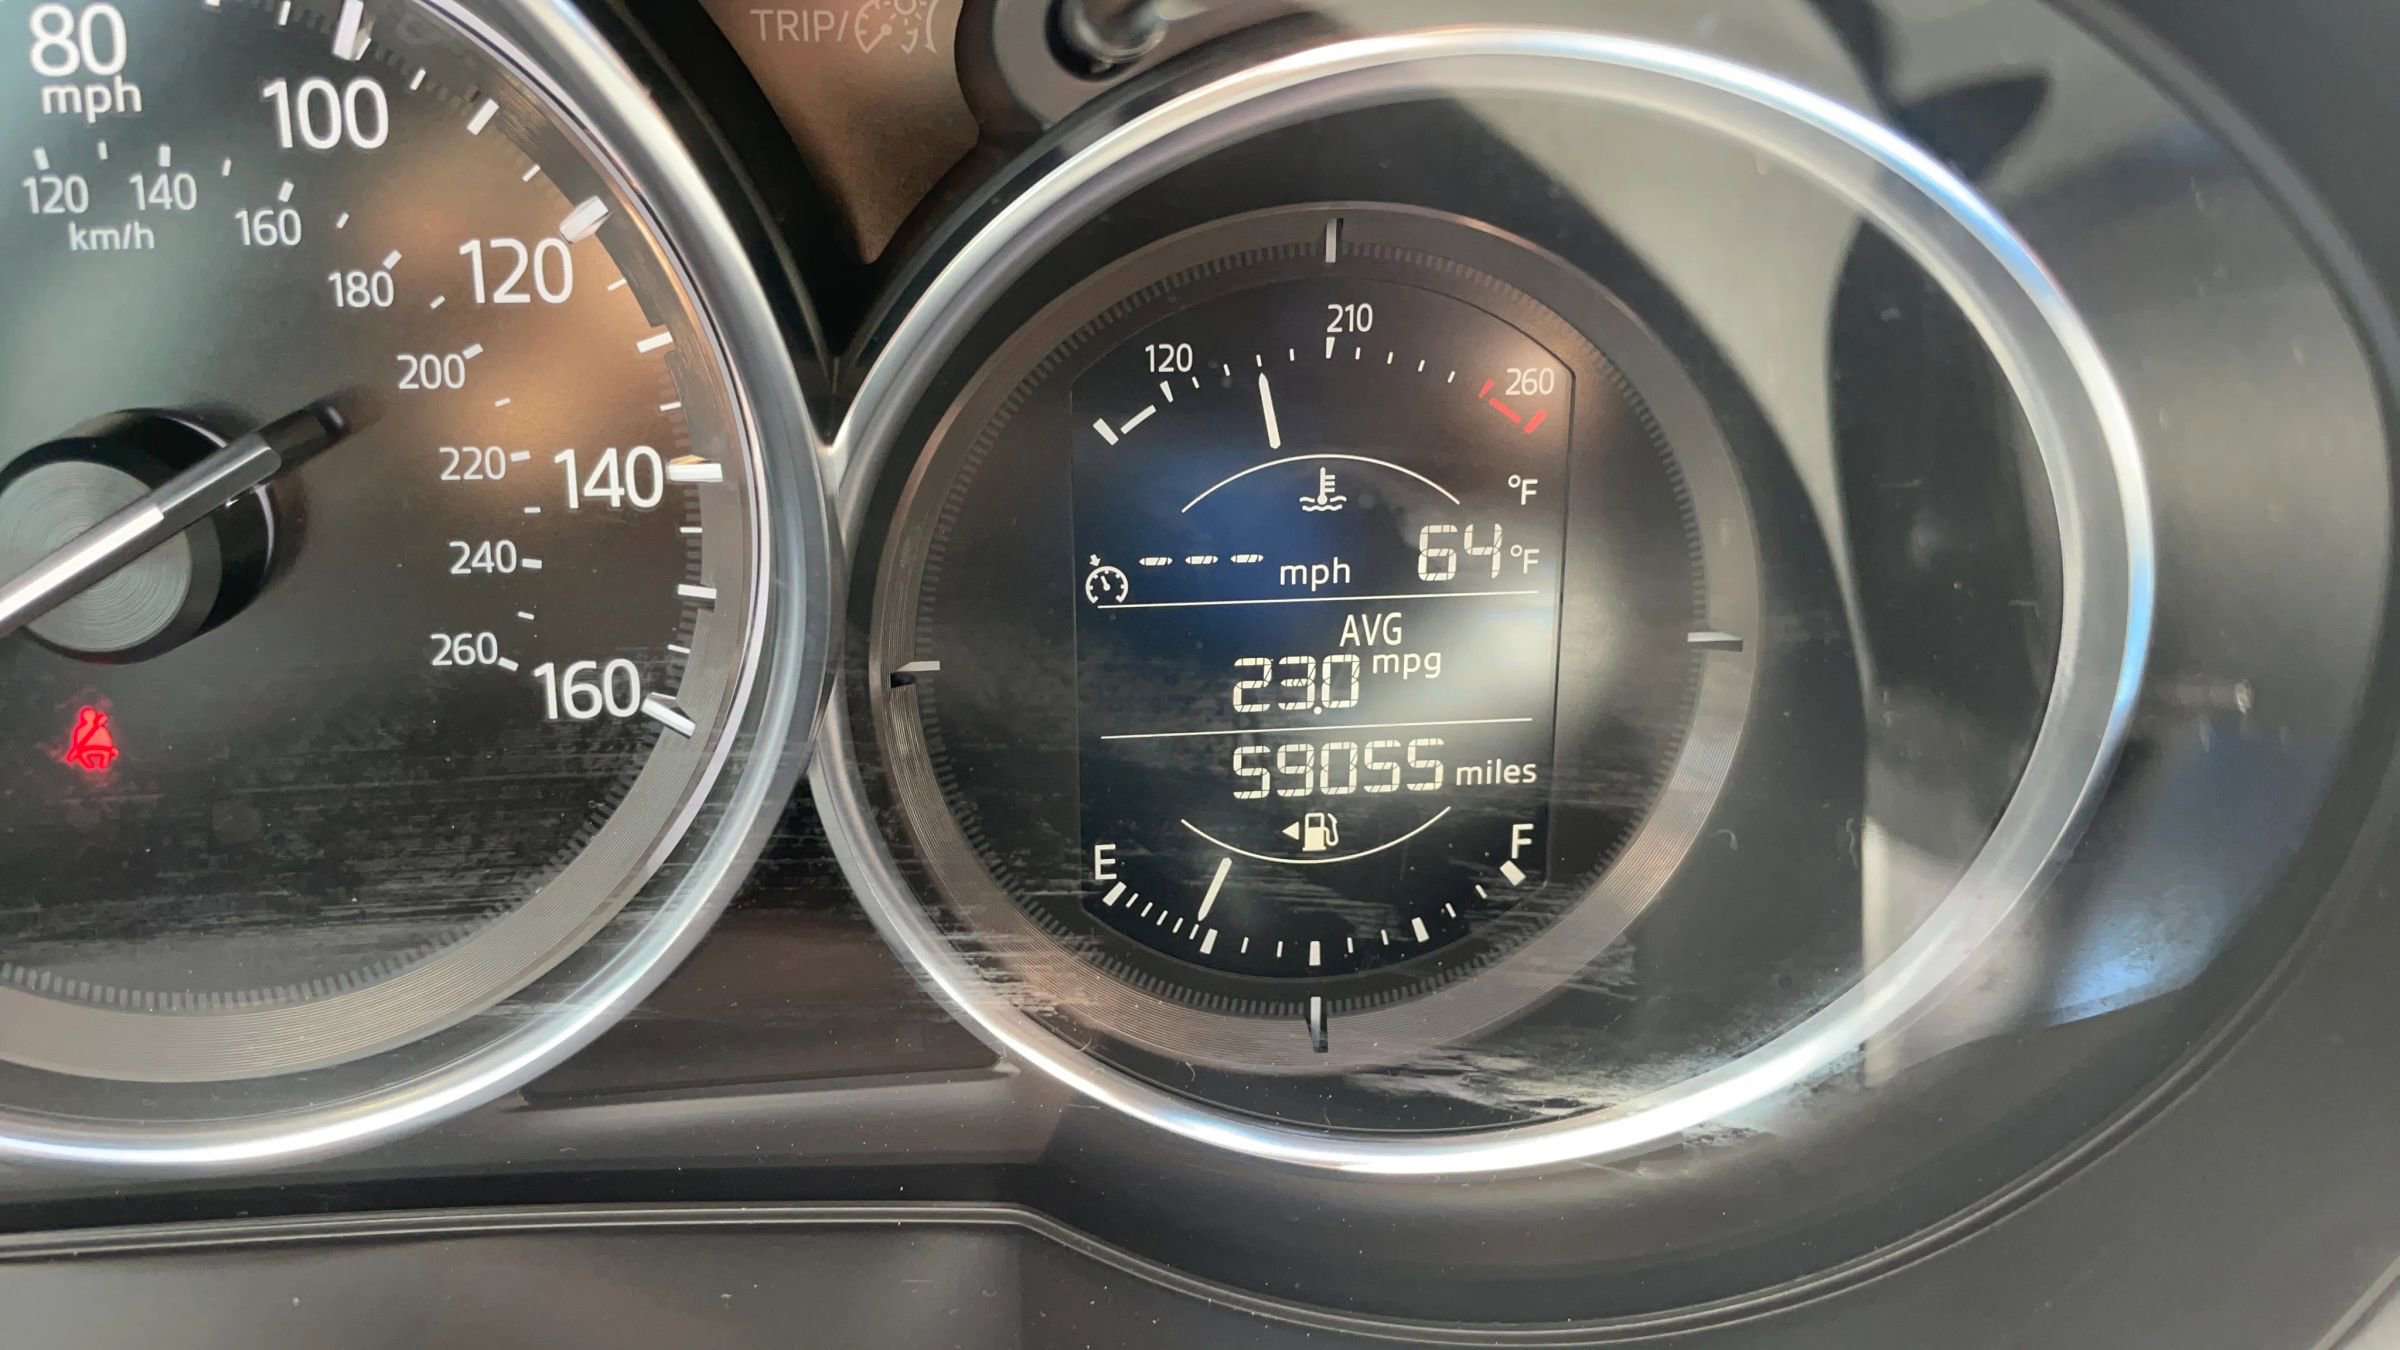 80
mph
100
120
140
160
120 140 160 180 200 220 240 260
km/h
TRIP/
120 210 260
°F
--- mph 64 °F
AVG
23.0 mpg
59055 miles
E F